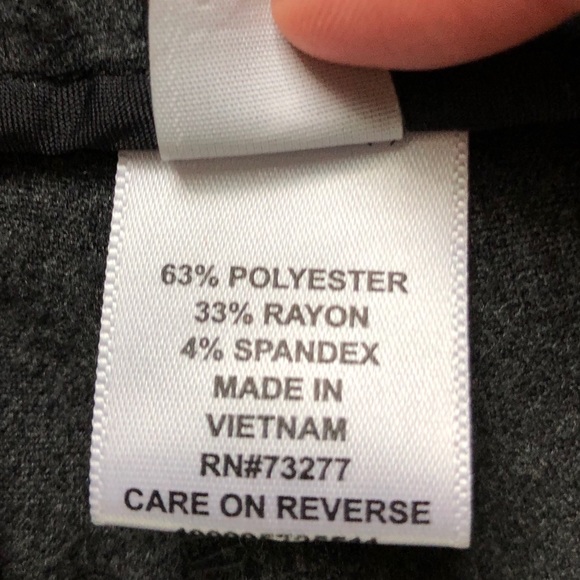 63% POLYESTER
33% RAYON
4% SPANDEX
MADE IN
VIETNAM
RN#73277
CARE ON REVERSE